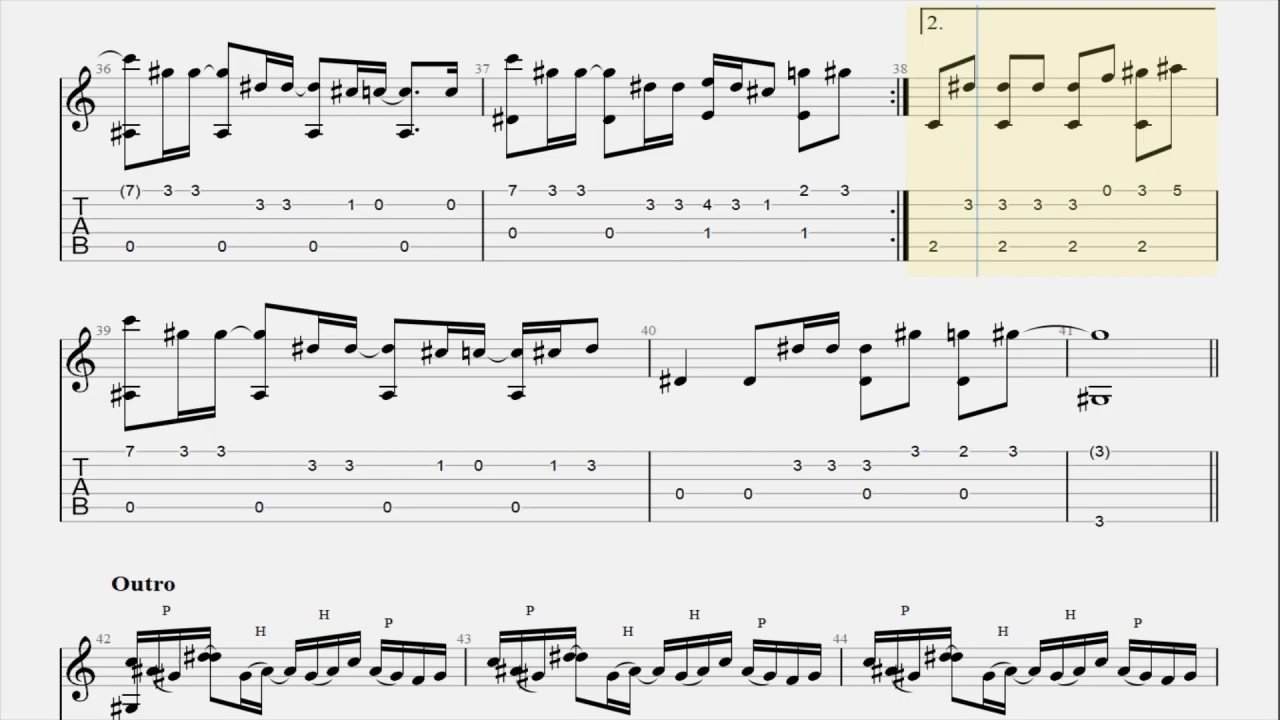 2.
36 37 38
(7) 3 3 7 3 3 2 3 0 3 5
T 3 3 1 0 0 3 3 4 3 1 3 3 3 3
A 0 0 1 1
B 0 0 0 0 2 2 2 2
39 40 41
7 3 3 3 2 3 (3)
T 3 3 1 0 1 3 3 3 3
A 0 0 0 0
B 0 0 0 0
3
Outro
P H H P P H H P P H H P
42 43 44